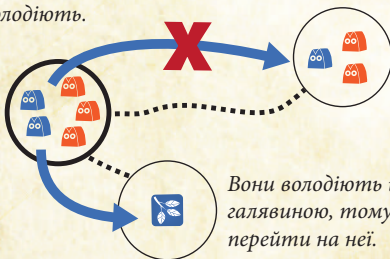 володіють.
Вони володіють
галявиною, тому
перейти на неї.